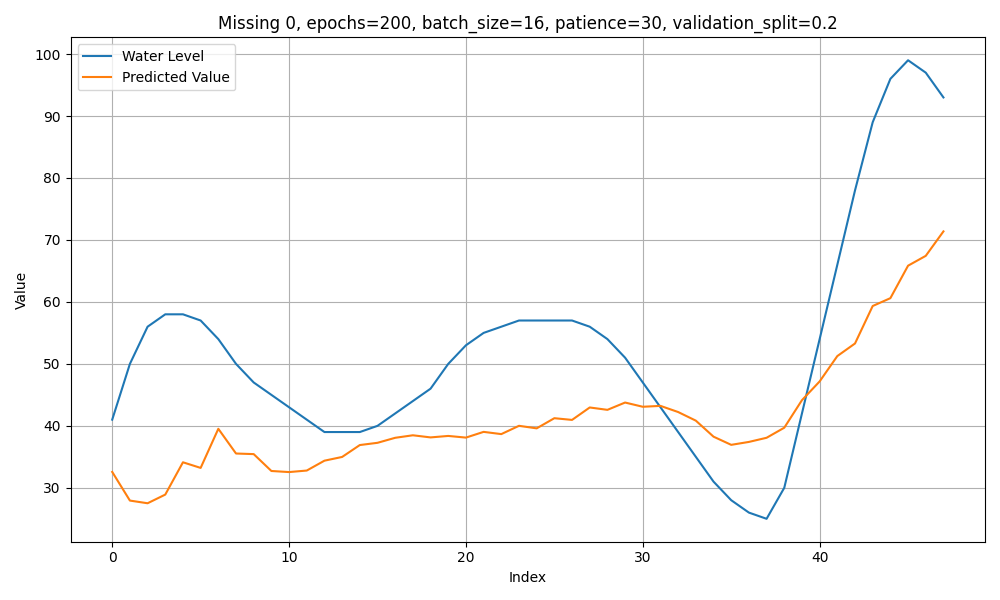 Missing 0, epochs=200, batch_size=16, patience=30, validation_split=0.2
Water Level
Predicted Value
100
90
80
70
60
50
40
30
Value
0 10 20 30 40
Index